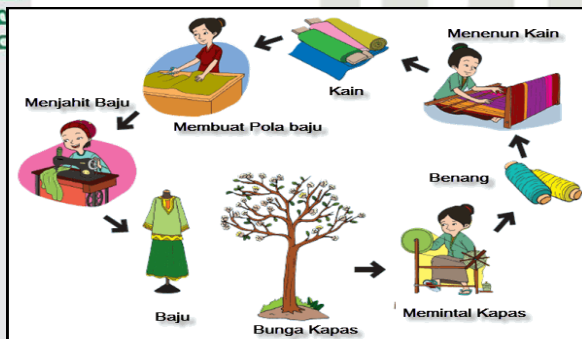 Bunga Kapas
Memintal Kapas
Benang
Menenun Kain
Kain
Membuat Pola baju
Menjahit Baju
Baju